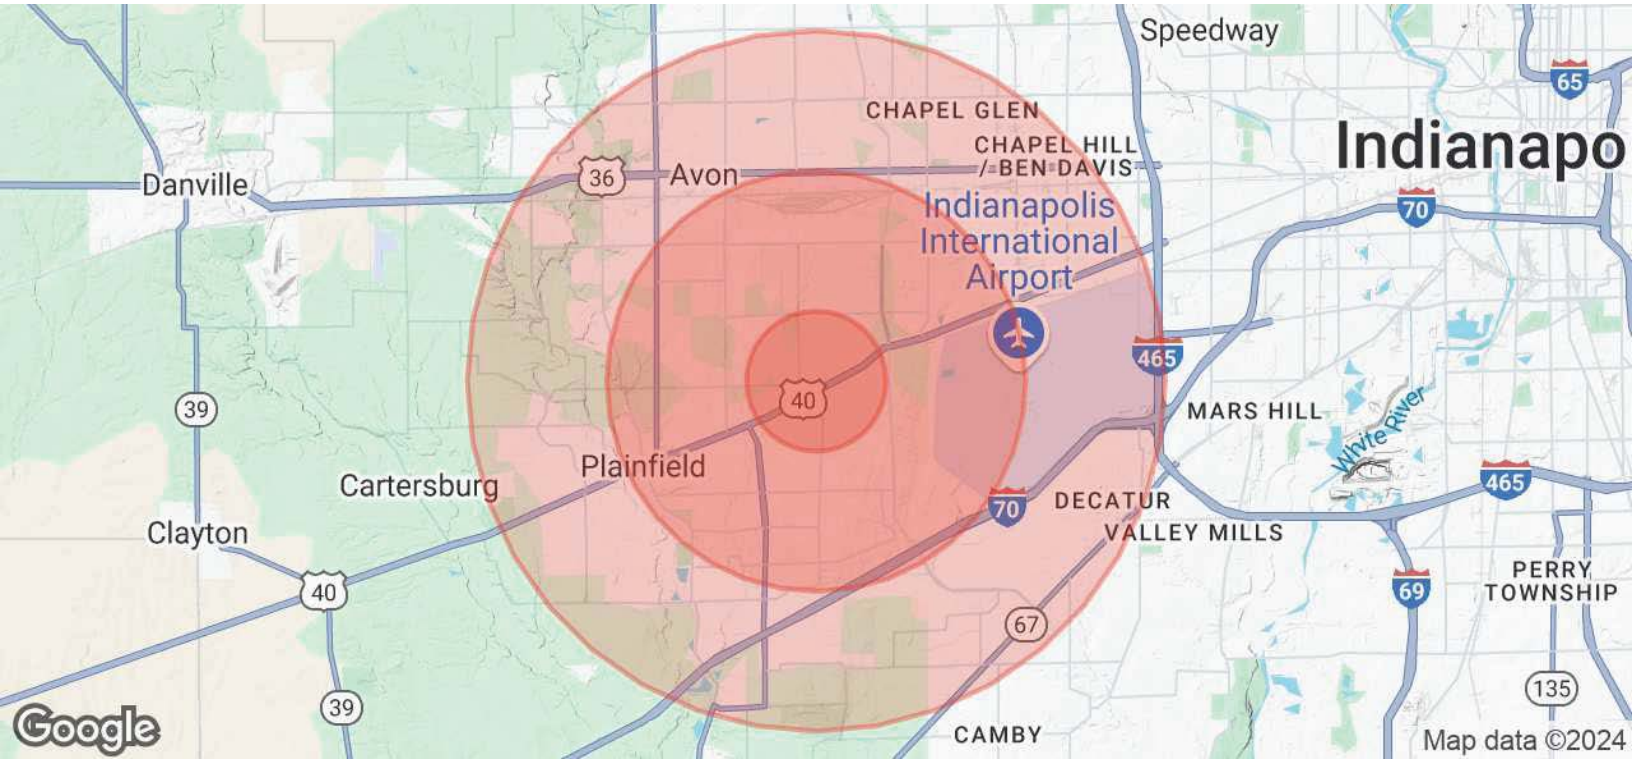 Speedway
65
CHAPEL GLEN
Indianapo
CHAPEL HILL
/ BEN DAVIS
36
Avon
Danville
Indianapolis
International
Airport
70
465
40
39
MARS HILL
White River
Plainfield
Cartersburg
465
DECATUR
70
Clayton
VALLEY MILLS
PERRY
TOWNSHIP
40
69
67
135
39
Google
CAMBY
Map data ©2024